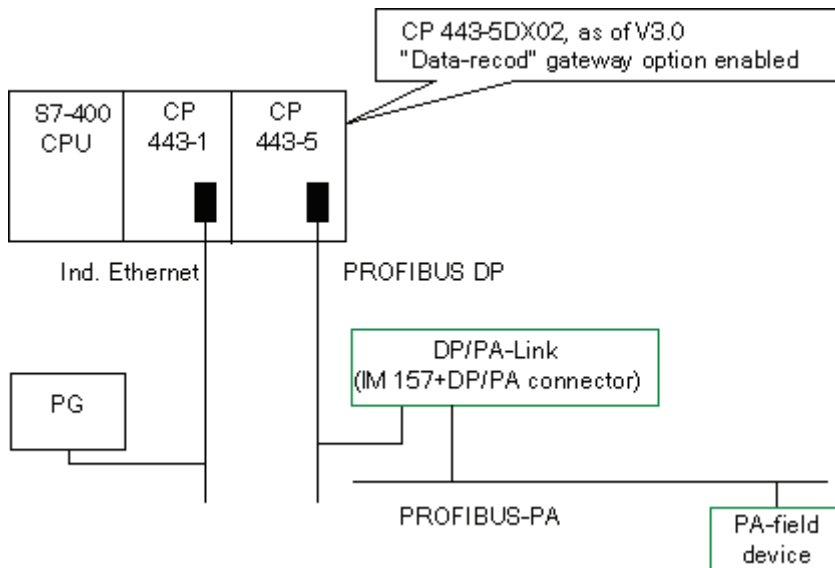 CP 443-5DX02, as of V3.0
"Data-recod" gateway option enabled
S7-400
CPU
CP
443-1
CP
443-5
Ind. Ethernet
PROFIBUS DP
DP/PA-Link
(IM 157+DP/PA connector)
PG
PROFIBUS-PA
PA-field
device